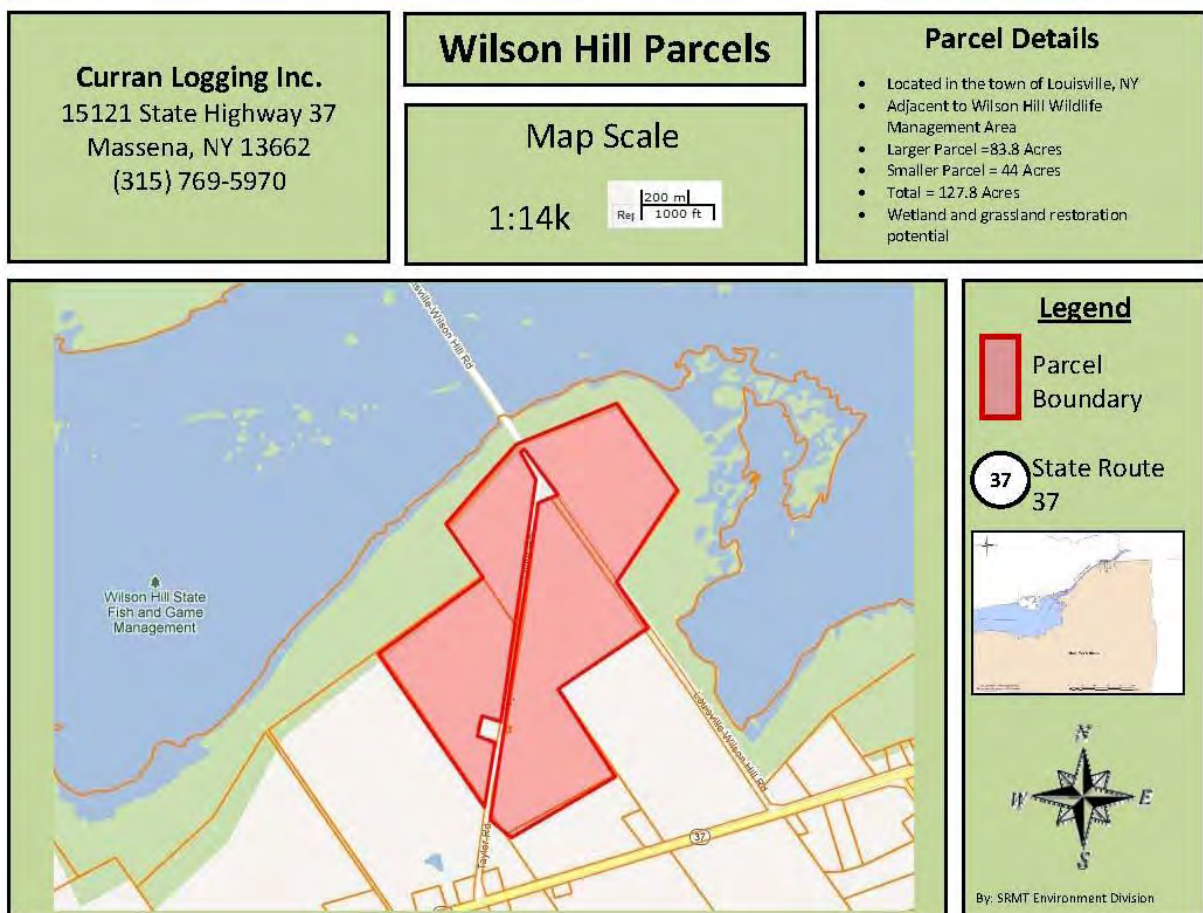 Curran Logging Inc.
15121 State Highway 37
Massena, NY 13662
(315) 769-5970
Wilson Hill Parcels
Map Scale
1:14k
200 m
1000 ft
Parcel Details
• Located in the town of Louisville, NY
• Adjacent to Wilson Hill Wildlife
Management Area
• Larger Parcel =83.8 Acres
• Smaller Parcel = 44 Acres
• Total = 127.8 Acres
• Wetland and grassland restoration
potential
isville-Wilson Hill Rd
Wilson Hill State
Fish and Game
Management
Louisville-Wilson Hill Rd
Taylor Rd
37
Legend
Parcel
Boundary
37
State Route
37
N
W
E
S
By: SRMT Environment Division